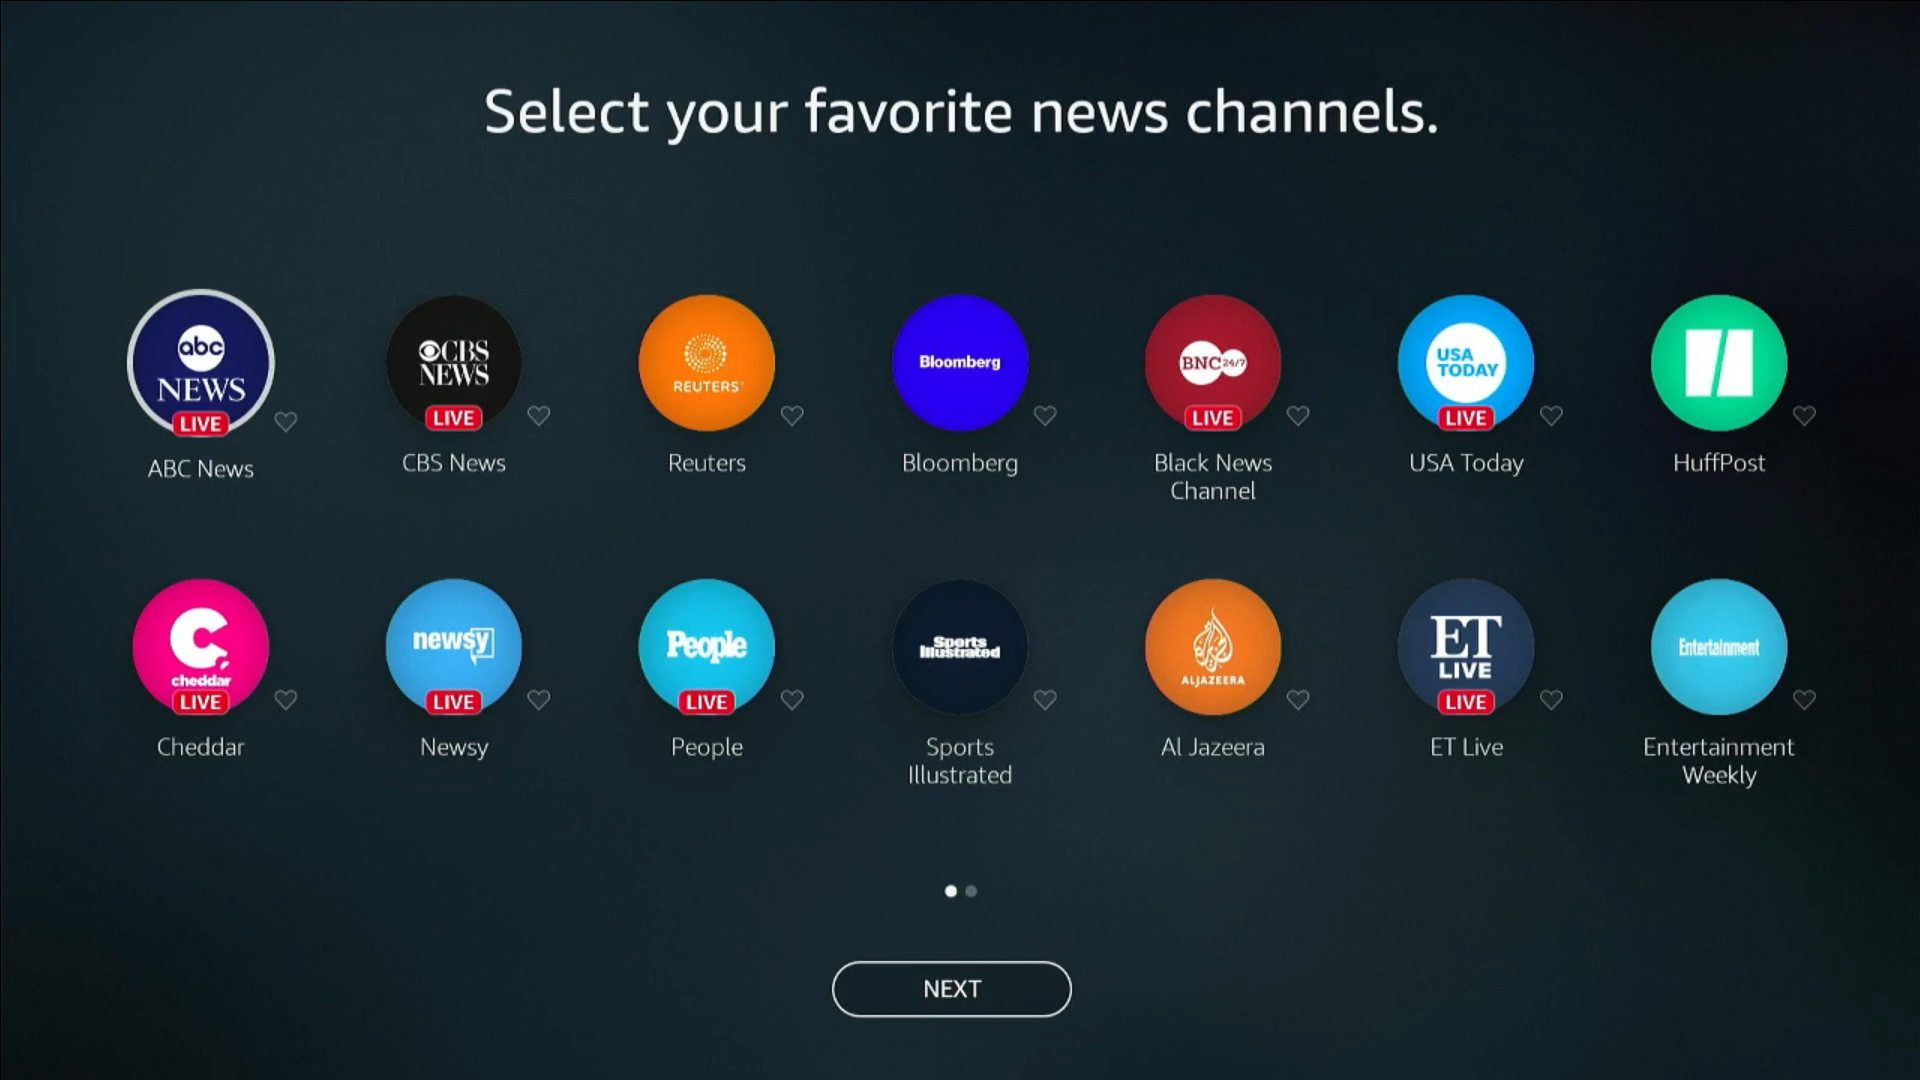 Select your favorite news channels.
abc
NEWS
LIVE
ABC News
CBS
NEWS
LIVE
CBS News
REUTERS
Reuters
Bloomberg
Bloomberg
BNC 24/7
LIVE
Black News
Channel
USA
TODAY
LIVE
USA Today
HuffPost
cheddar
LIVE
Cheddar
newsy
LIVE
Newsy
People
LIVE
People
Sports
Illustrated
Sports
Illustrated
ALJAZEERA
Al Jazeera
ET
LIVE
LIVE
ET Live
Entertainment
Entertainment
Weekly
NEXT